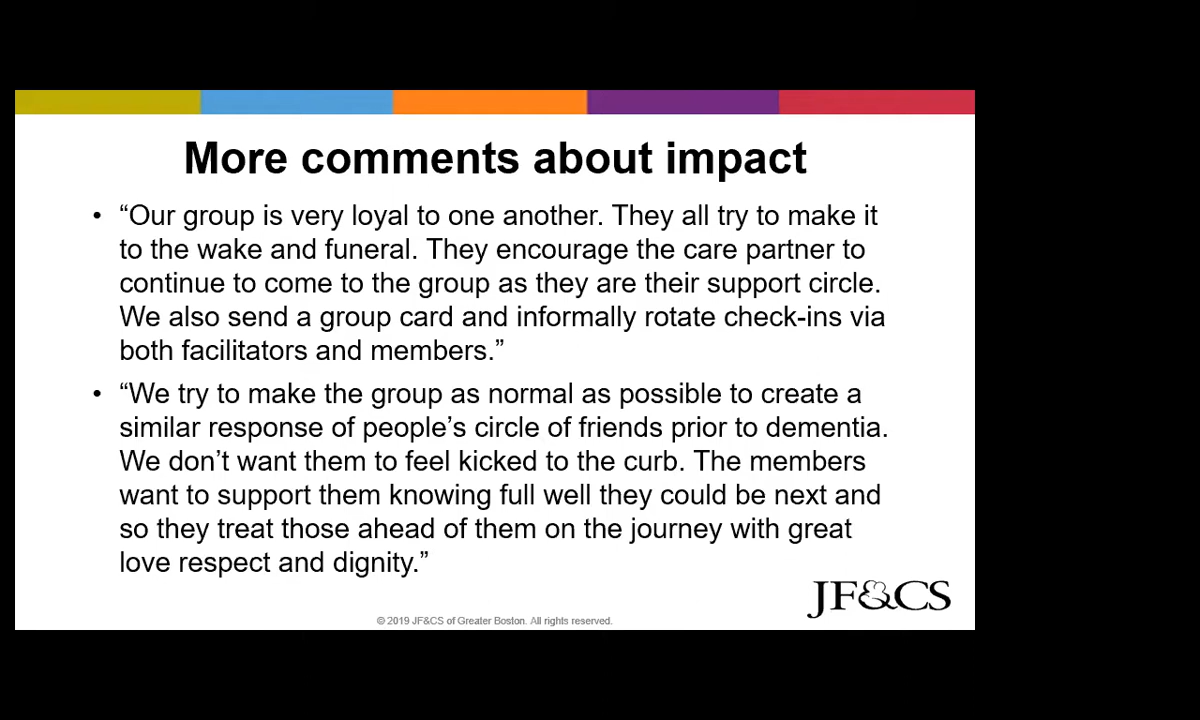 More comments about impact
• “Our group is very loyal to one another. They all try to make it
to the wake and funeral. They encourage the care partner to
continue to come to the group as they are their support circle.
We also send a group card and informally rotate check-ins via
both facilitators and members.”
• “We try to make the group as normal as possible to create a
similar response of people’s circle of friends prior to dementia.
We don’t want them to feel kicked to the curb. The members
want to support them knowing full well they could be next and
so they treat those ahead of them on the journey with great
love respect and dignity.”
JF&CS
© 2019 JF&CS of Greater Boston. All rights reserved.